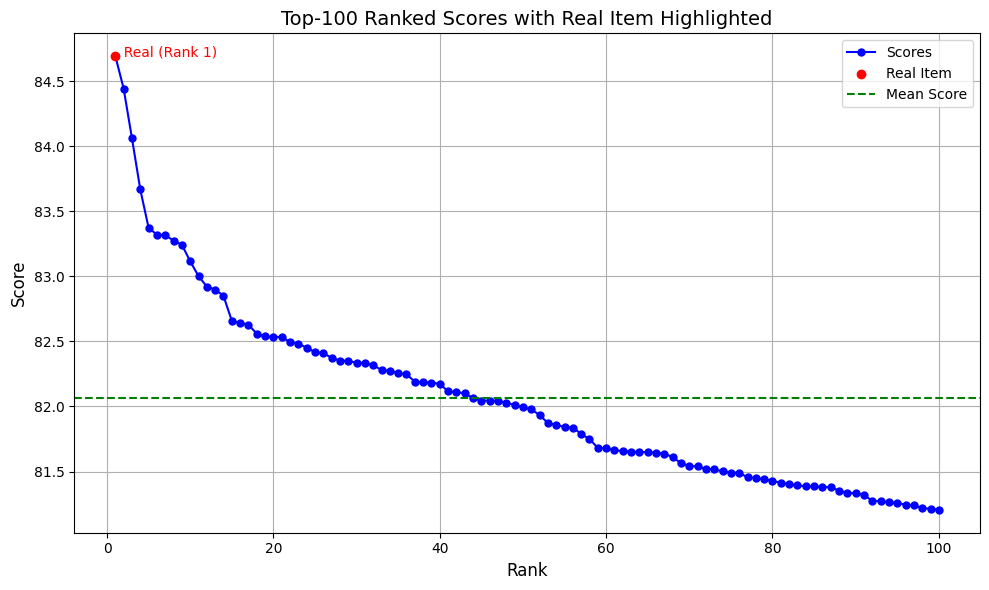 Top-100 Ranked Scores with Real Item Highlighted
Real (Rank 1)
Scores
Real Item
Mean Score
Score
84.5
84.0
83.5
83.0
82.5
82.0
81.5
0 20 40 60 80 100
Rank